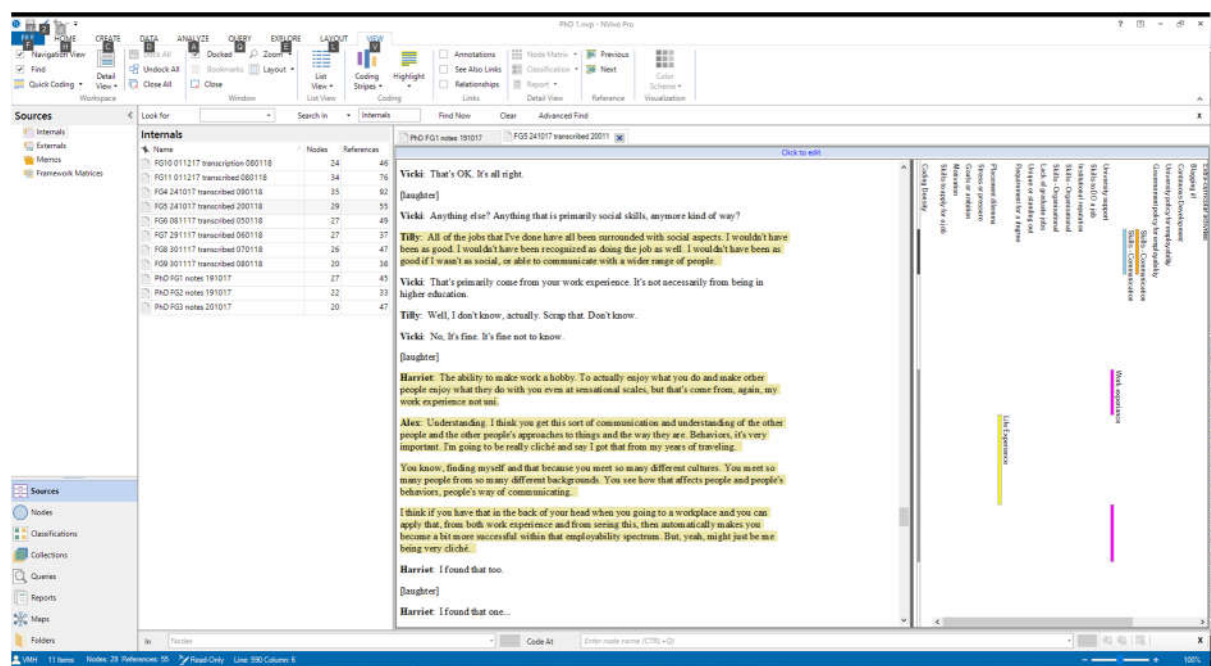 PhD 1.nvp - NVivo Pro
FILE HOME CREATE DATA ANALYZE QUERY EXPLORE LAYOUT VIEW
F H C D A Q E L V
Navigation View
Find
Quick Coding
Detail View
Workspace
Dock All
Undock All
Close All
Docked
Bookmarks
Close
Zoom
Layout
Window
List View
List View
Coding Stripes
Highlight
Coding
Annotations
See Also Links
Relationships
Links
Node Matrix
Classification
Report
Detail View
Previous
Next
Reference
Color Scheme
Visualization
Sources
Look for Search In Internals Find Now Clear Advanced Find X
Internals
Externals
Memos
Framework Matrices
Internals
Name Nodes References
FG10 011217 transcription 080118 24 46
FG11 011217 transcribed 080118 34 76
FG4 241017 transcribed 090118 35 92
FG5 241017 transcribed 200118 29 55
FG6 081117 transcribed 050118 27 49
FG7 291117 transcribed 060118 27 37
FG8 301117 transcribed 070118 26 47
FG9 301117 transcribed 080118 20 38
PhD FG1 notes 191017 27 45
PhD FG2 notes 191017 22 33
PhD FG3 notes 201017 20 47
PhD FG1 notes 191017
FG5 241017 transcribed 20011
Click to edit
Vicki: That's OK. It's all right.
[laughter]
Vicki: Anything else? Anything that is primarily social skills, anymore kind of way?
Tilly: All of the jobs that I've done have all been surrounded with social aspects. I wouldn't have
been as good. I wouldn't have been recognized as doing the job as well. I wouldn't have been as
good if I wasn't as social, or able to communicate with a wider range of people.
Vicki: That's primarily come from your work experience. It's not necessarily from being in
higher education.
Tilly: Well, I don't know, actually. Scrap that. Don't know.
Vicki: No, It's fine. It's fine not to know.
[laughter]
Harriet: The ability to make work a hobby. To actually enjoy what you do and make other
people enjoy what they do with you even at sensational scales, but that's come from, again, my
work experience not uni.
Alex: Understanding. I think you get this sort of communication and understanding of the other
people and the other people's approaches to things and the way they are. Behaviors, it's very
important. I'm going to be really cliché and say I got that from my years of traveling.
You know, finding myself and that because you meet so many different cultures. You meet so
many people from so many different backgrounds. You see how that affects people and people's
behaviors, people's way of communicating.
I think if you have that in the back of your head when you going to a workplace and you can
apply that, from both work experience and from seeing this, then automatically makes you
become a bit more successful within that employability spectrum. But, yeah, might just be me
being very cliché.
Harriet: I found that too.
[laughter]
Harriet: I found that one...
Coding Density
Skills to apply for a job
Motivation
Goals or ambition
Stress or pressures
Placement dilemma
Requirement for a degree
Unique or standing out
Lack of graduate jobs
Skills - Organisational
Skills - Organisational
Institutional reputation
Skills to DO a job
University support
Government policy for employability
University policy for employability
Continuous Development
Blagging it
Extra-curricular activities
Skills - Communication
Skills - Communication
Work experience
Life Experience
Sources
Nodes
Classifications
Collections
Queries
Reports
Maps
Folders
In Nodes Code At Enter node name (CTRL+Q) X
VMH 11 Items Nodes: 29 References: 55 Read-Only Line: 590 Column: 6 100%